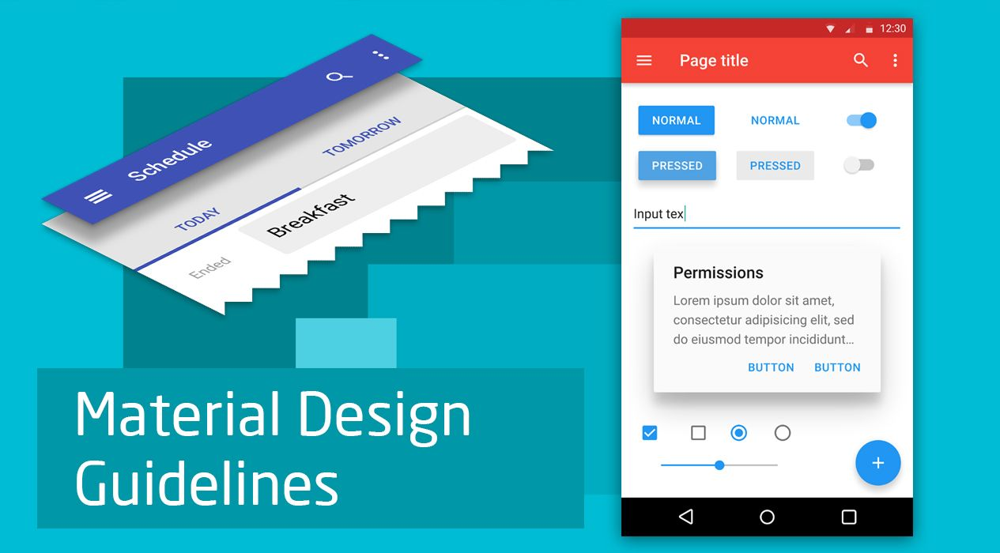 Schedule
TODAY
TOMORROW
Ended
Breakfast
Material Design
Guidelines
12:30
Page title
NORMAL NORMAL
PRESSED PRESSED
Input tex
Permissions
Lorem ipsum dolor sit amet,
consectetur adipisicing elit, sed
do eiusmod tempor incididunt...
BUTTON BUTTON